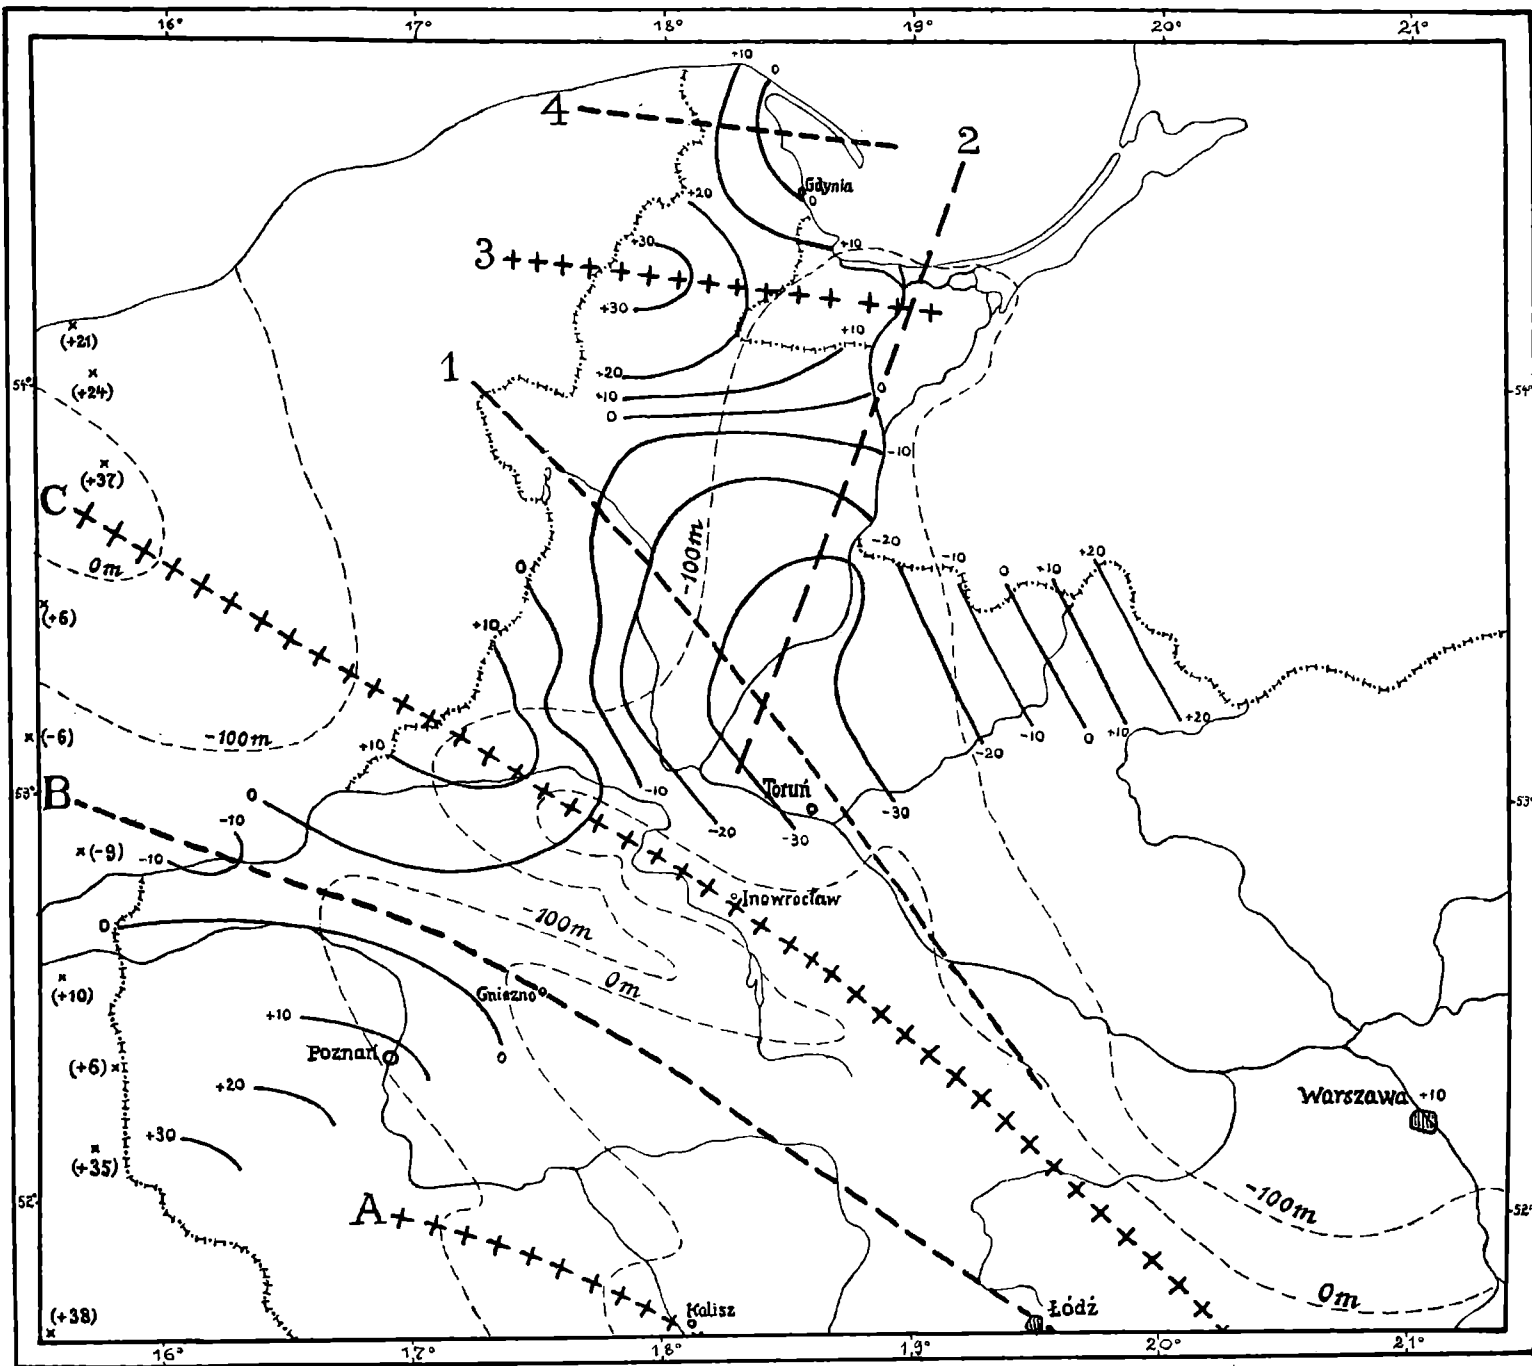 16° 17° 18° 19° 20° 21°
+10 0
4
2
Gdynia
0
+20
3 +30 +10
+30
(+21)
+10
1
54° (+24) +20 0 54°
+10
0
-10
(+37)
C
-100m
0m
-20 -10 0 +10 +20
0
(+6)
+10
-100m
(-6) +10
-20 -10 0 +10 +20
53° B 0 Toruń 53°
-10 -10 -20 -30 -30
(-9) -10
Inowrocław
0 -100m
(+10) Gniezno 0m
+10
Poznań 0
(+6) +20
Warszawa +10
+30
(+35)
52° A -100m 52°
(+38) Kalisz Łódź 0m
16° 17° 18° 19° 20° 21°